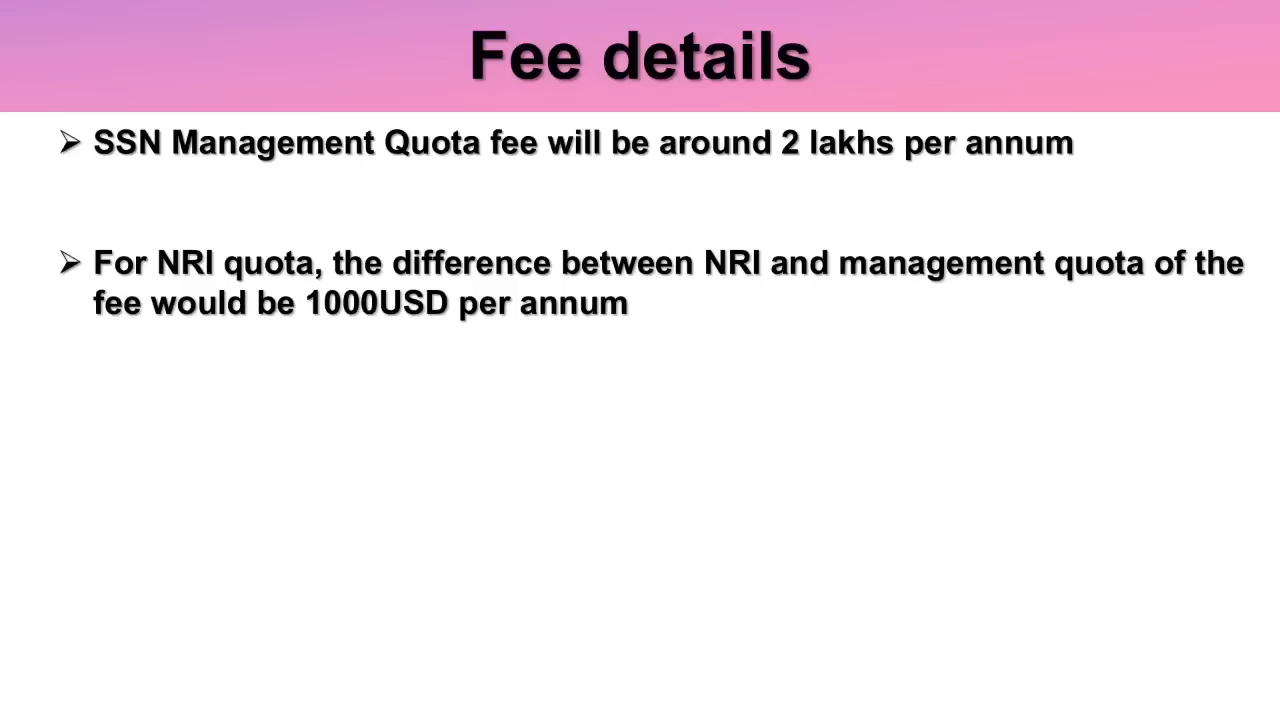 Fee details
➢ SSN Management Quota fee will be around 2 lakhs per annum
➢ For NRI quota, the difference between NRI and management quota of the
fee would be 1000USD per annum